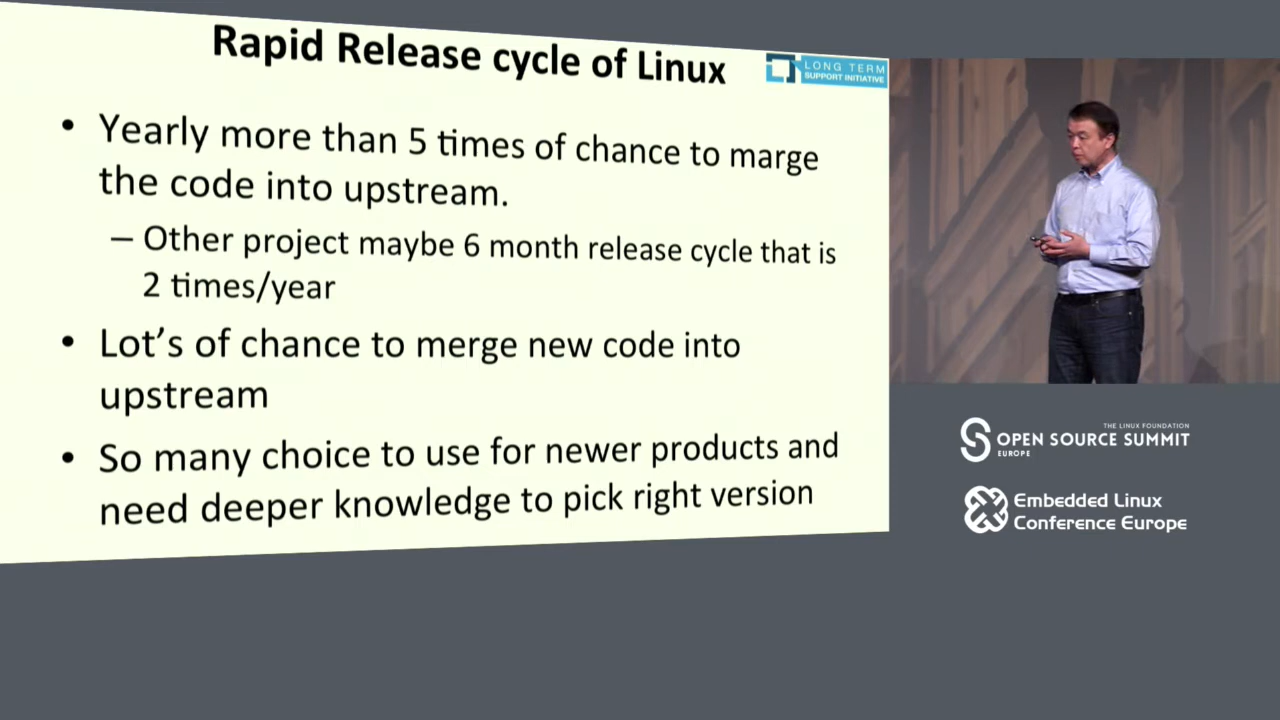 Rapid Release cycle of Linux
LONG TERM
SUPPORT INITIATIVE
• Yearly more than 5 times of chance to marge
the code into upstream.
– Other project maybe 6 month release cycle that is
2 times/year
• Lot's of chance to merge new code into
upstream
• So many choice to use for newer products and
need deeper knowledge to pick right version
THE LINUX FOUNDATION
OPEN SOURCE SUMMIT
EUROPE
Embedded Linux
Conference Europe